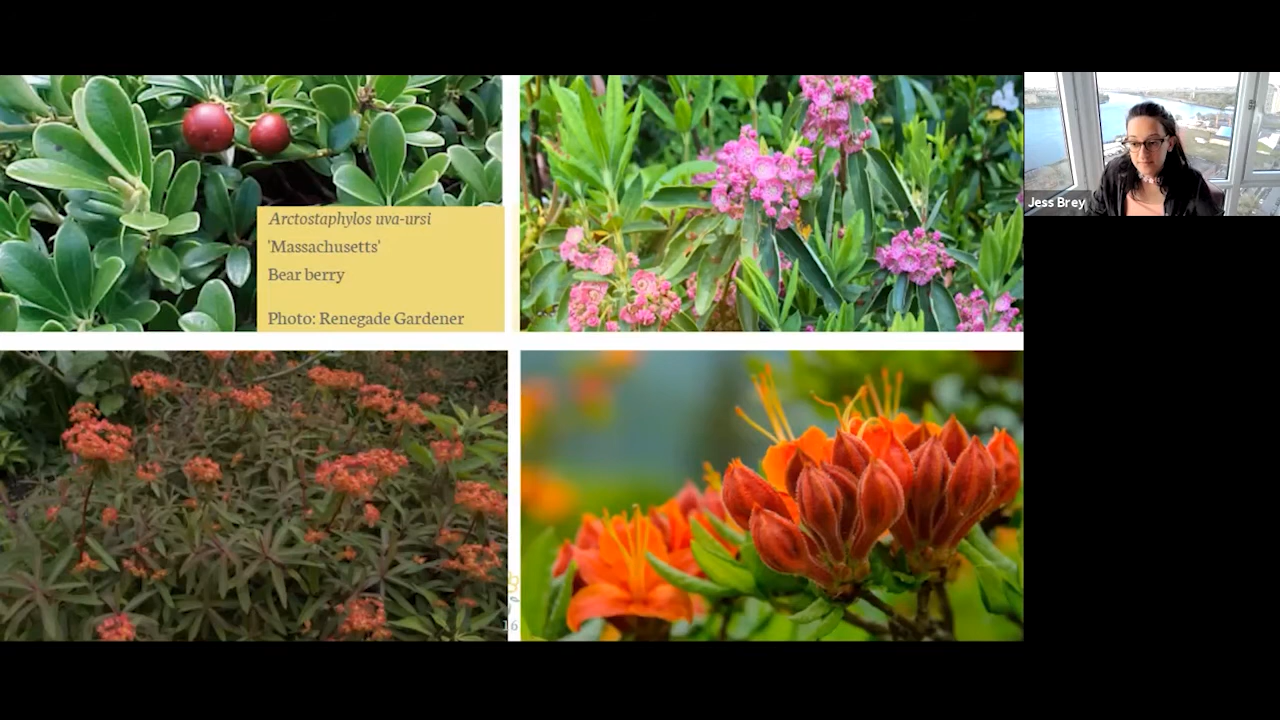 Arctostaphylos uva-ursi
'Massachusetts'
Bear berry
Photo: Renegade Gardener
Jess Brey